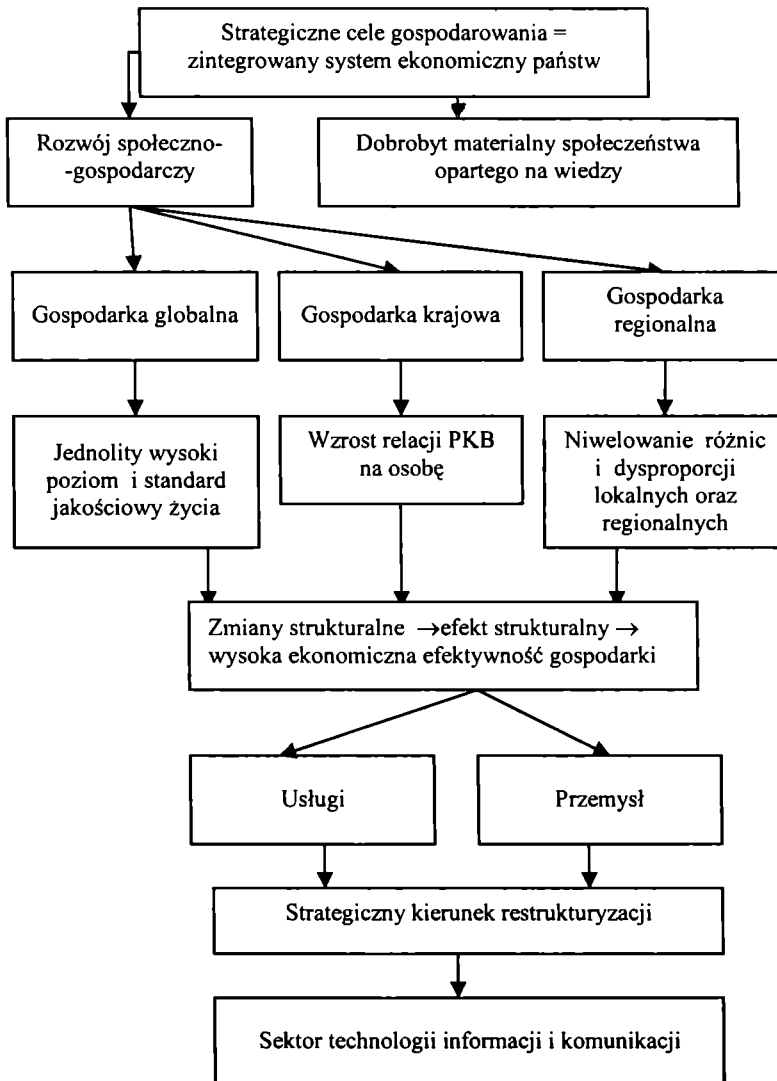 Strategiczne cele gospodarowania =
zintegrowany system ekonomiczny państw
Rozwój społeczno-
-gospodarczy
Dobrobyt materialny społeczeństwa
opartego na wiedzy
Gospodarka globalna
Gospodarka krajowa
Gospodarka
regionalna
Jednolity wysoki
poziom i standard
jakościowy życia
Wzrost relacji PKB
na osobę
Niwelowanie różnic
i dysproporcji
lokalnych oraz
regionalnych
Zmiany strukturalne →efekt strukturalny →
wysoka ekonomiczna efektywność gospodarki
Usługi
Przemysł
Strategiczny kierunek restrukturyzacji
Sektor technologii informacji i komunikacji